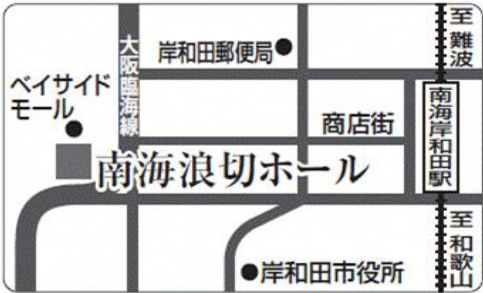 至難波
大阪臨海線
岸和田郵便局
ベイサイド
モール
南海岸和田駅
商店街
南海浪切ホール
至和歌山
岸和田市役所